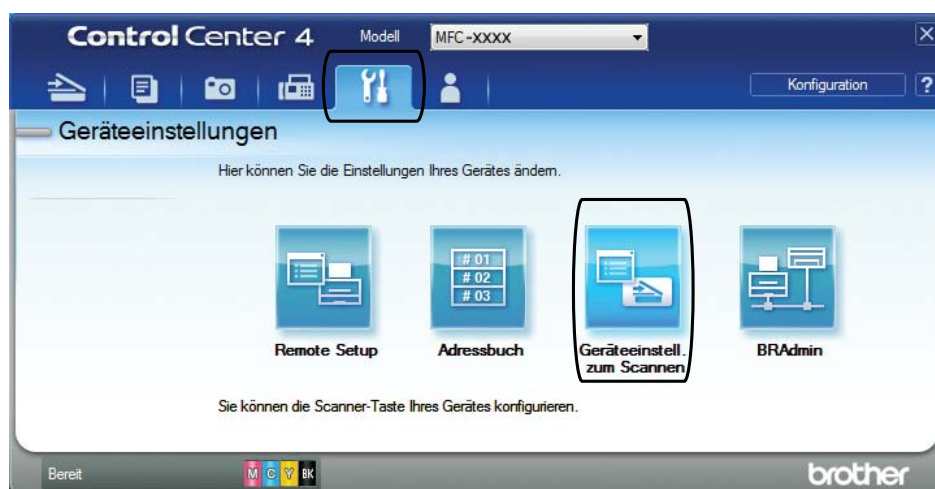 Control Center 4 Modell MFC-XXXX
Konfiguration ?
Geräteeinstellungen
Hier können Sie die Einstellungen Ihres Gerätes ändern.
# 01
# 02
# 03
Remote Setup Adressbuch Geräteeinstell. BRAdmin
zum Scannen
Sie können die Scanner-Taste Ihres Gerätes konfigurieren.
Bereit M C Y BK brother